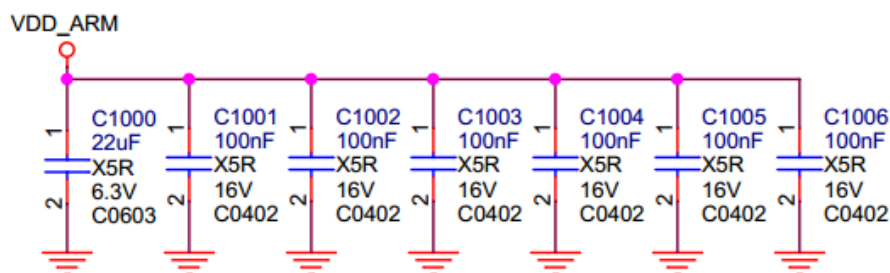 VDD_ARM
1
C1000
22uF
X5R
6.3V
C0603
2
1
C1001
100nF
X5R
16V
C0402
2
1
C1002
100nF
X5R
16V
C0402
2
1
C1003
100nF
X5R
16V
C0402
2
1
C1004
100nF
X5R
16V
C0402
2
1
C1005
100nF
X5R
16V
C0402
2
1
C1006
100nF
X5R
16V
C0402
2